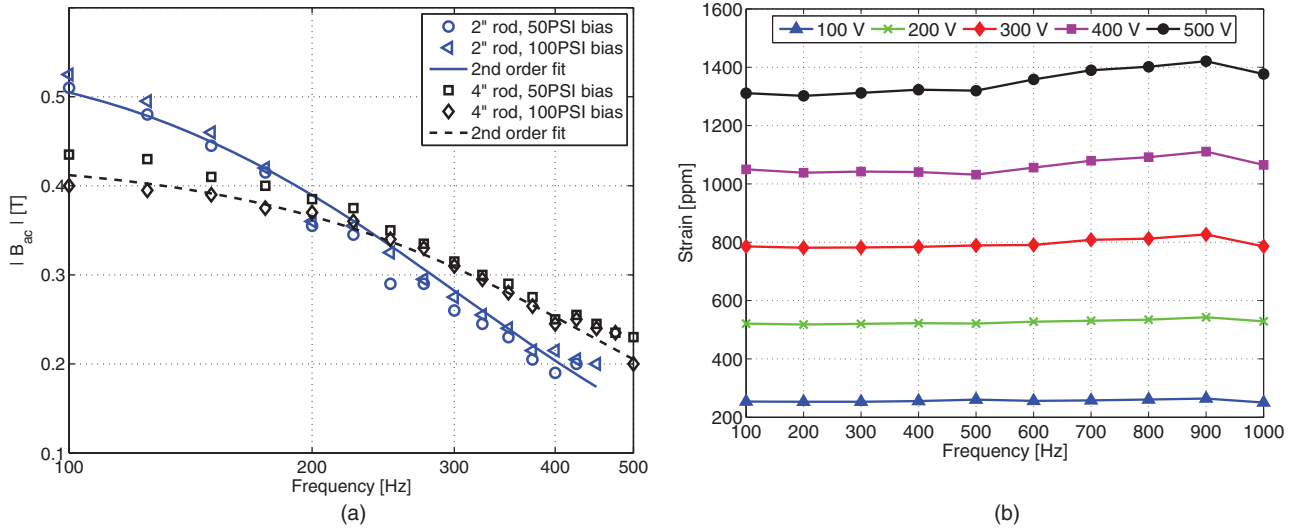 2" rod, 50PSI bias
2" rod, 100PSI bias
2nd order fit
4" rod, 50PSI bias
4" rod, 100PSI bias
2nd order fit
0.5
0.4
0.3
0.2
0.1
| B_ac | [T]
100 200 300 400 500
Frequency [Hz]
(a)
100 V 200 V 300 V 400 V 500 V
1600
1400
1200
1000
800
600
400
200
Strain [ppm]
100 200 300 400 500 600 700 800 900 1000
Frequency [Hz]
(b)